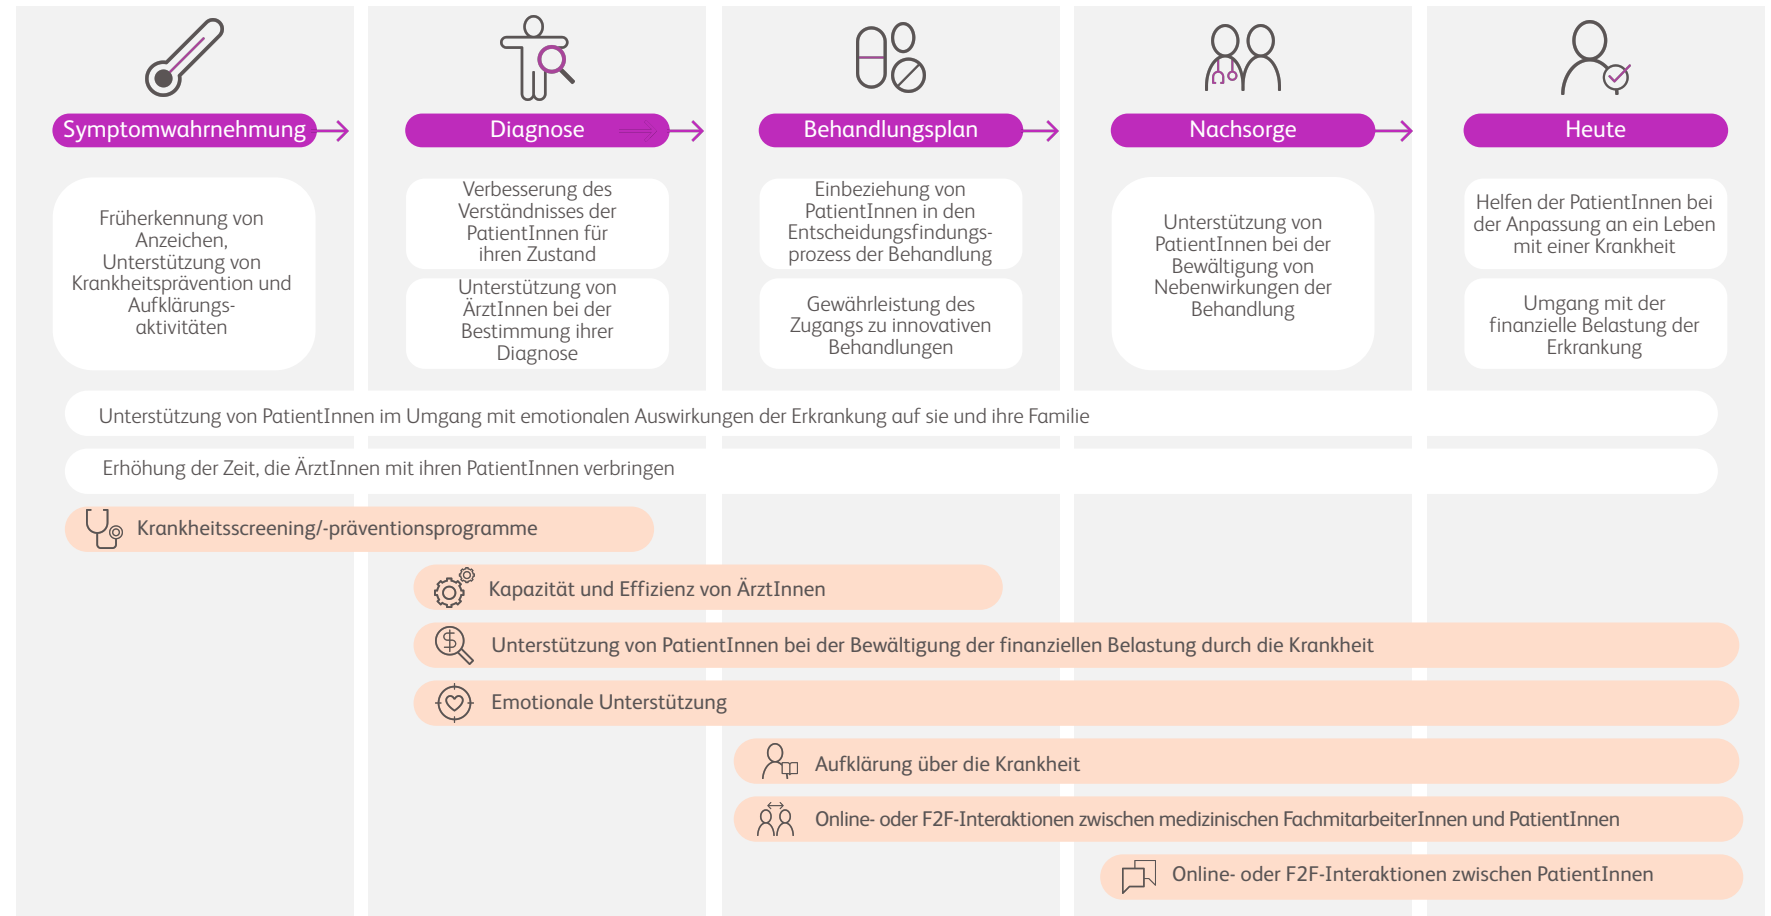 Symptomwahrnehmung
Diagnose
Behandlungsplan
Nachsorge
Heute
Früherkennung von
Anzeichen,
Unterstützung von
Krankheitsprävention und
Aufklärungs-
aktivitäten
Verbesserung des
Verständnisses der
PatientInnen für
ihren Zustand
Unterstützung von
ÄrztInnen bei der
Bestimmung ihrer
Diagnose
Einbeziehung von
PatientInnen in den
Entscheidungsfindungs-
prozess der Behandlung
Gewährleistung des
Zugangs zu innovativen
Behandlungen
Unterstützung von
PatientInnen bei der
Bewältigung von
Nebenwirkungen der
Behandlung
Helfen der PatientInnen bei
der Anpassung an ein Leben
mit einer Krankheit
Umgang mit der
finanzielle Belastung der
Erkrankung
Unterstützung von PatientInnen im Umgang mit emotionalen Auswirkungen der Erkrankung auf sie und ihre Familie
Erhöhung der Zeit, die ÄrztInnen mit ihren PatientInnen verbringen
Krankheitsscreening/-präventionsprogramme
Kapazität und Effizienz von ÄrztInnen
Unterstützung von PatientInnen bei der Bewältigung der finanziellen Belastung durch die Krankheit
Emotionale Unterstützung
Aufklärung über die Krankheit
Online- oder F2F-Interaktionen zwischen medizinischen FachmitarbeiterInnen und PatientInnen
Online- oder F2F-Interaktionen zwischen PatientInnen